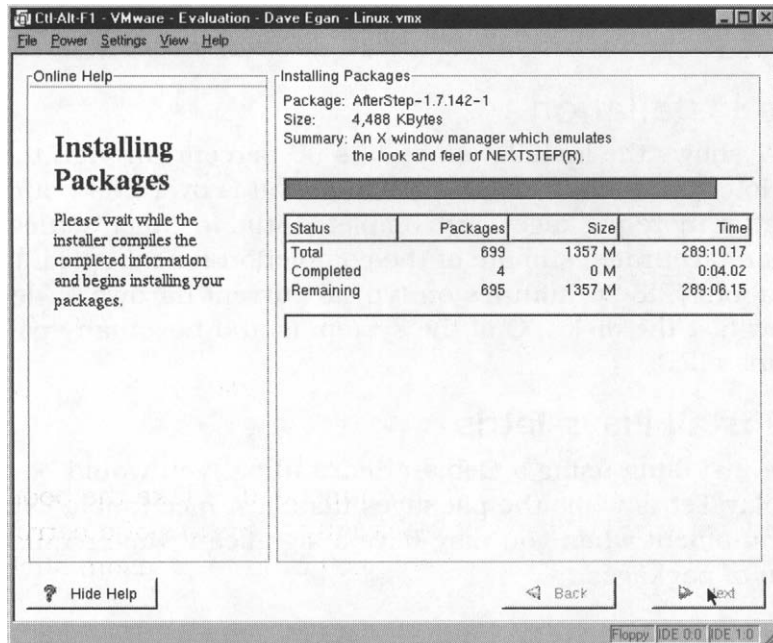 Ctl-Alt-F1 - VMware - Evaluation - Dave Egan - Linux.vmx
File Power Settings View Help
Online Help
Installing Packages
Please wait while the
installer compiles the
completed information
and begins installing your
packages.
Installing Packages
Package: AfterStep-1.7.142-1
Size: 4,488 KBytes
Summary: An X window manager which emulates
the look and feel of NEXTSTEP(R).
Status Packages Size Time
Total 699 1357 M 289:10.17
Completed 4 0 M 0:04.02
Remaining 695 1357 M 289:06.15
? Hide Help
Back
Next
Floppy IDE 0:0 IDE 1:0